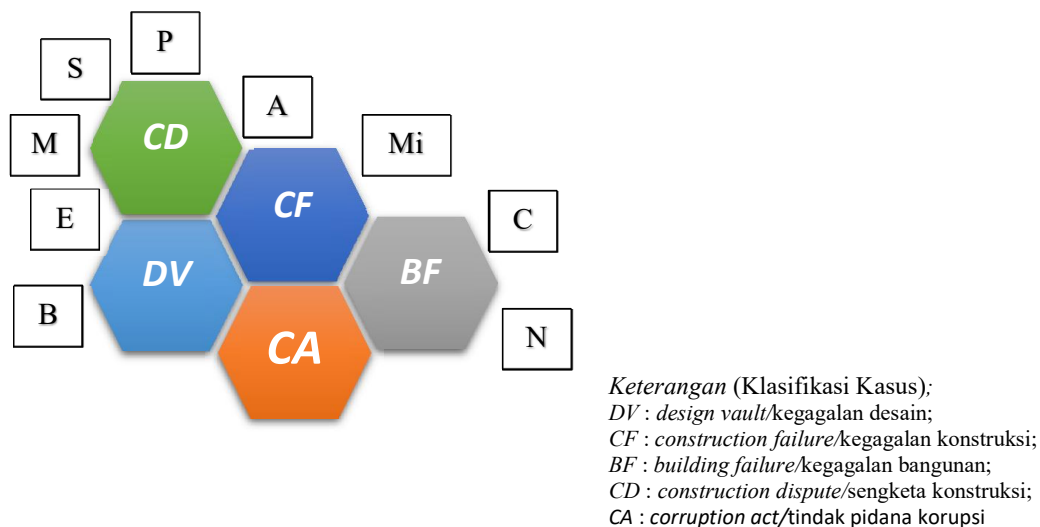 P
S
A
M
CD
Mi
E
CF
C
DV
BF
B
N
CA
Keterangan (Klasifikasi Kasus);
DV : design vault/kegagalan desain;
CF : construction failure/kegagalan konstruksi;
BF : building failure/kegagalan bangunan;
CD : construction dispute/sengketa konstruksi;
CA : corruption act/tindak pidana korupsi